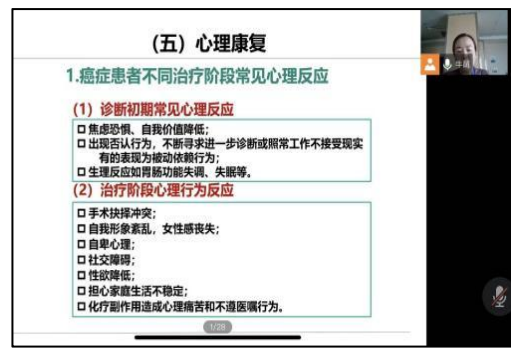 （五）心理康复
1.癌症患者不同治疗阶段常见心理反应
（1）诊断初期常见心理反应
焦虑恐惧、自我价值降低；
出现否认行为，不断寻求进一步诊断或照常工作不接受现实
有的表现为被动依赖行为；
生理反应如胃肠功能失调、失眠等。
（2）治疗阶段心理行为反应
手术抉择冲突；
自我形象紊乱，女性感丧失；
自卑心理；
社交障碍；
性欲降低；
担心家庭生活不稳定；
化疗副作用造成心理痛苦和不遵医嘱行为。
1/28